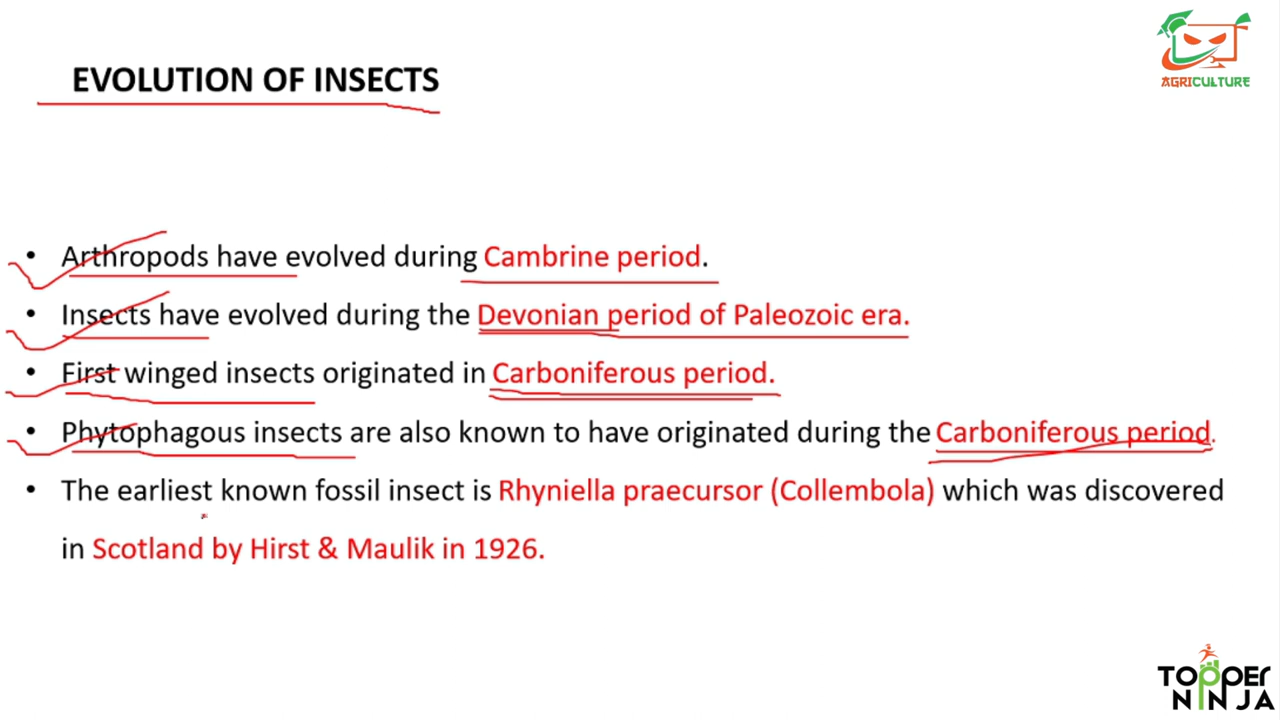 AGRICULTURE
EVOLUTION OF INSECTS
• Arthropods have evolved during Cambrine period.
• Insects have evolved during the Devonian period of Paleozoic era.
• First winged insects originated in Carboniferous period.
• Phytophagous insects are also known to have originated during the Carboniferous period.
• The earliest known fossil insect is Rhyniella praecursor (Collembola) which was discovered
in Scotland by Hirst & Maulik in 1926.
TOPPER
NINJA